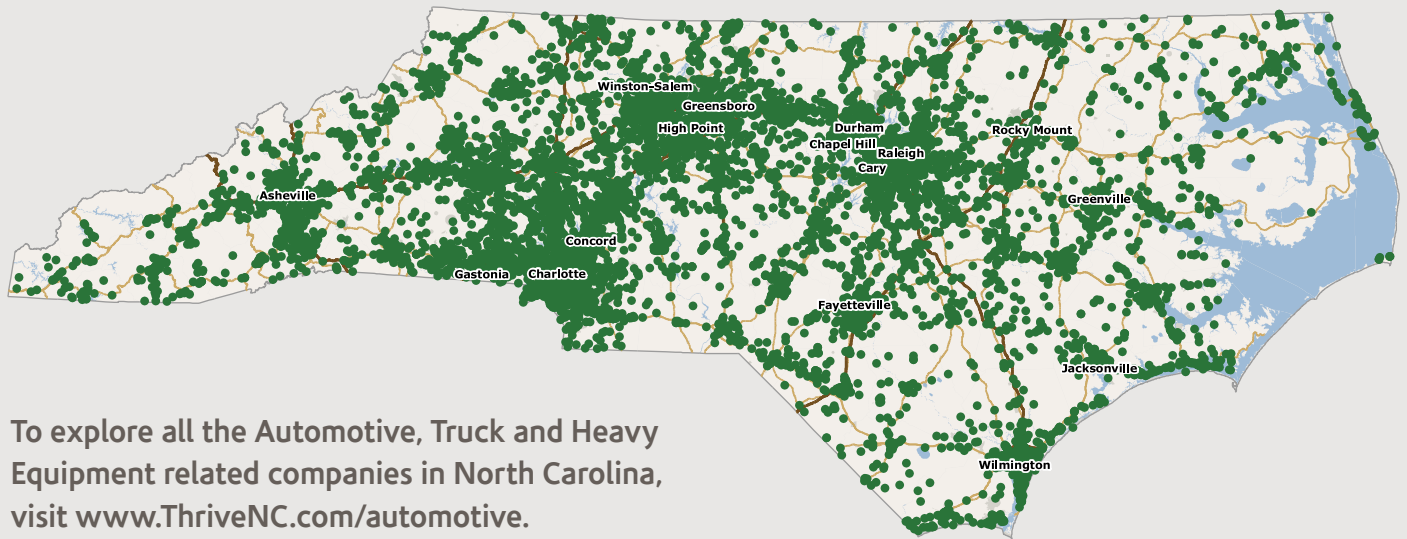 Winston-Salem
Greensboro
High Point
Durham
Chapel Hill
Raleigh
Cary
Rocky Mount
Asheville
Greenville
Concord
Gastonia
Charlotte
Fayetteville
Jacksonville
Wilmington
To explore all the Automotive, Truck and Heavy
Equipment related companies in North Carolina,
visit www.ThriveNC.com/automotive.